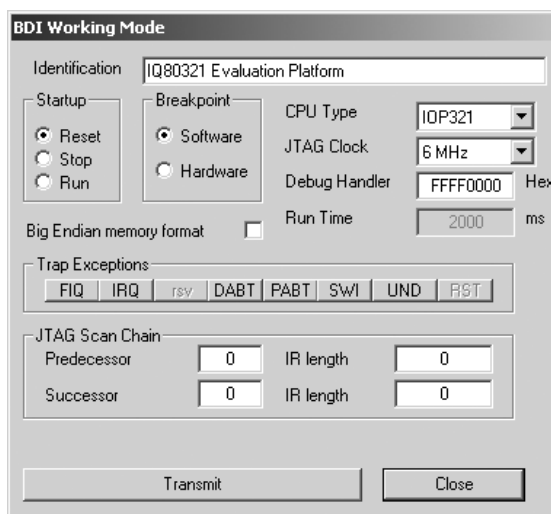 BDI Working Mode
Identification IQ80321 Evaluation Platform
Startup Breakpoint CPU Type IOP321
Reset Software JTAG Clock 6 MHz
Stop
Run Hardware Debug Handler FFFF0000 Hex
Big Endian memory format Run Time 2000 ms
Trap Exceptions
FIQ IRQ rsv DABT PABT SWI UND RST
JTAG Scan Chain
Predecessor 0 IR length 0
Successor 0 IR length 0
Transmit Close